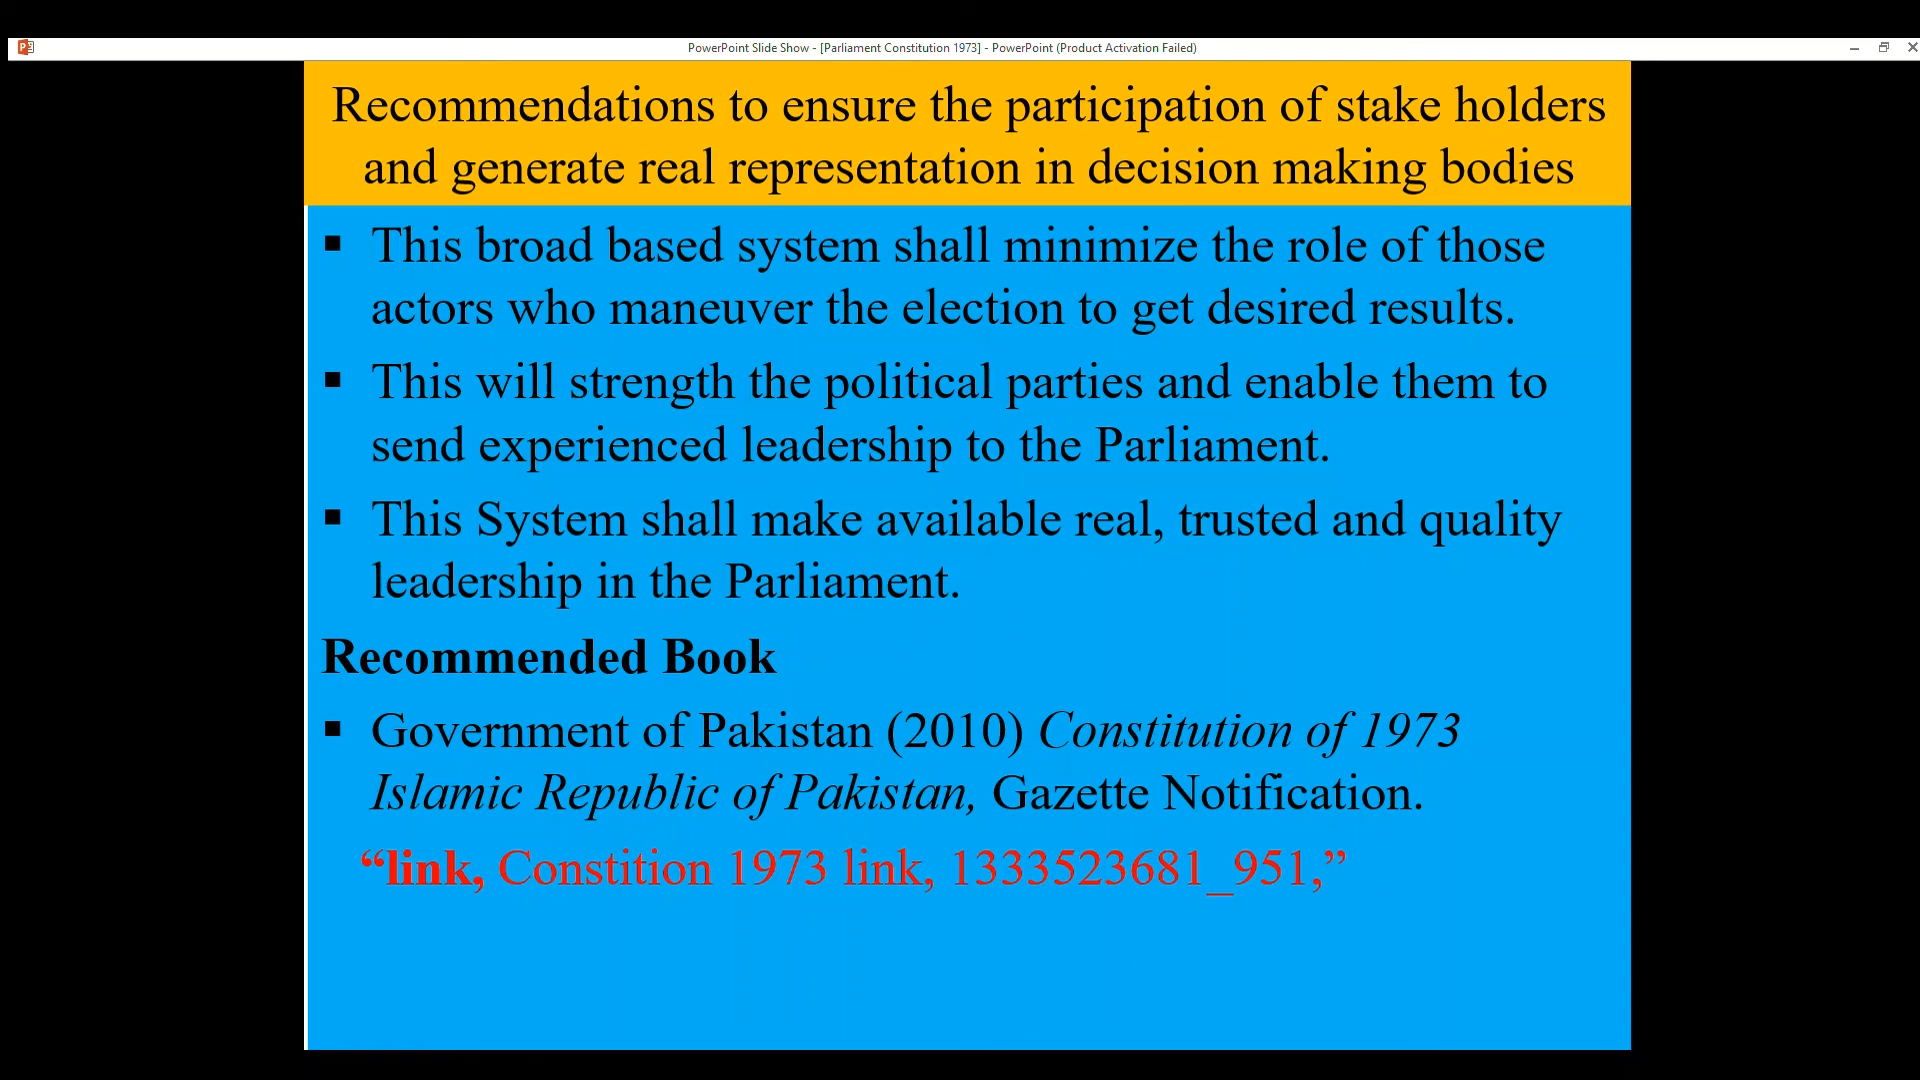 PowerPoint Slide Show - [Parliament Constitution 1973] - PowerPoint (Product Activation Failed)
Recommendations to ensure the participation of stake holders
and generate real representation in decision making bodies
▪ This broad based system shall minimize the role of those
actors who maneuver the election to get desired results.
▪ This will strength the political parties and enable them to
send experienced leadership to the Parliament.
▪ This System shall make available real, trusted and quality
leadership in the Parliament.
Recommended Book
▪ Government of Pakistan (2010) Constitution of 1973
Islamic Republic of Pakistan, Gazette Notification.
“link, Constition 1973 link, 1333523681_951,”